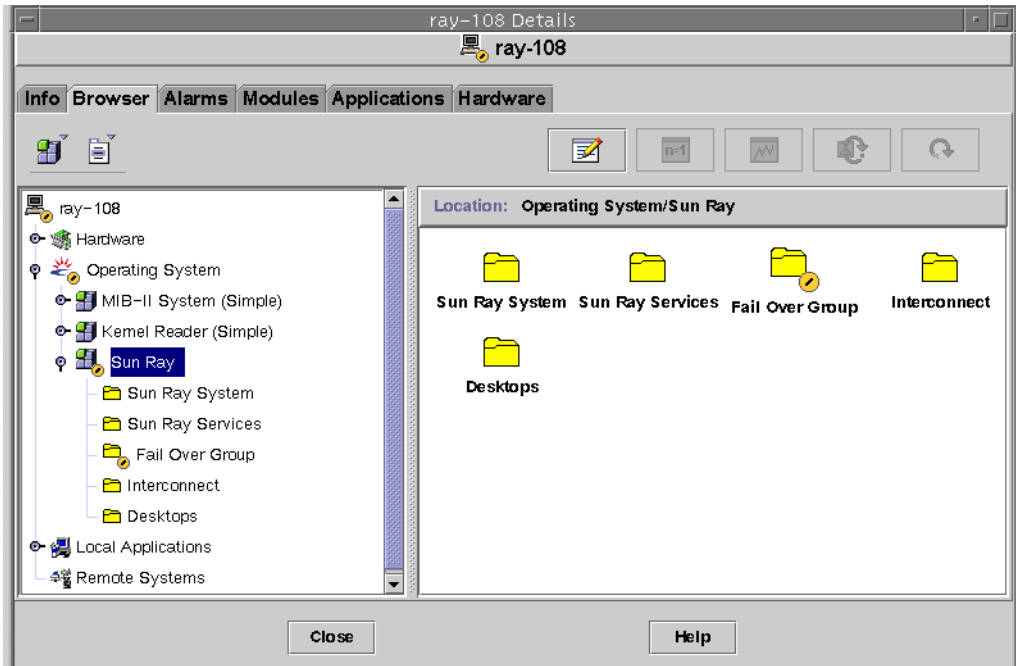 ray-108 Details
ray-108
Info Browser Alarms Modules Applications Hardware
n=1
ray-108
Hardware
Operating System
MIB-II System (Simple)
Kernel Reader (Simple)
Sun Ray
Sun Ray System
Sun Ray Services
Fail Over Group
Interconnect
Desktops
Local Applications
Remote Systems
Location: Operating System/Sun Ray
Sun Ray System Sun Ray Services Fail Over Group Interconnect
Desktops
Close Help